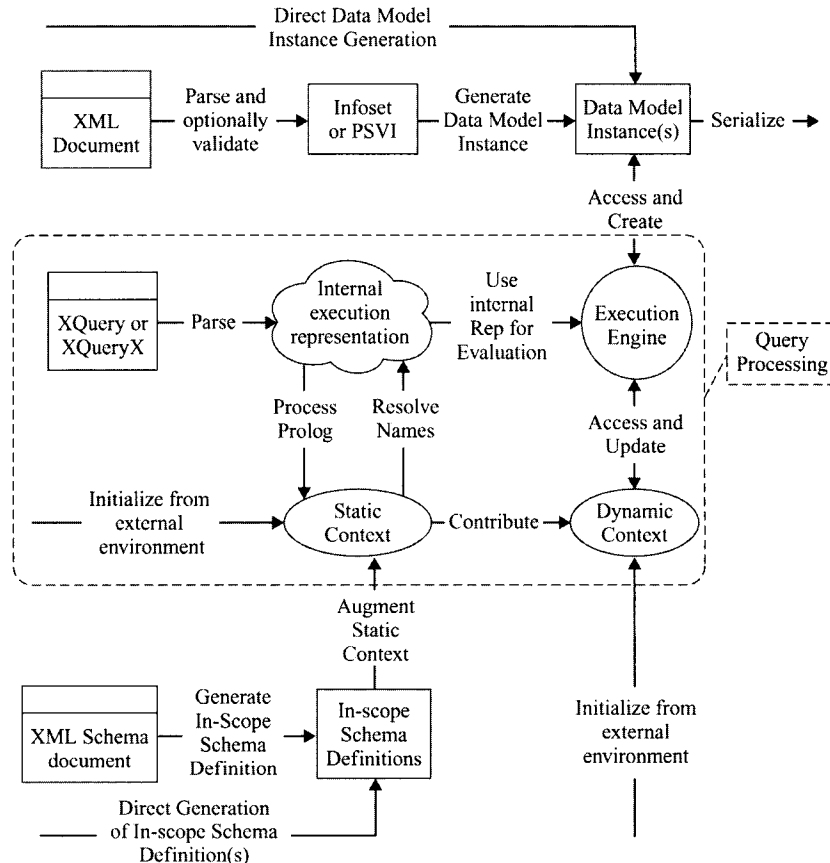 Direct Data Model
Instance Generation
XML
Document
Parse and
optionally
validate
Infoset
or PSVI
Generate
Data Model
Instance
Data Model
Instance(s)
Serialize
Access and
Create
XQuery or
XQueryX
Parse
Internal
execution
representation
Use
internal
Rep for
Evaluation
Execution
Engine
Query
Processing
Process
Prolog
Resolve
Names
Access and
Update
Initialize from
external
environment
Static
Context
Contribute
Dynamic
Context
Augment
Static
Context
XML Schema
document
Generate
In-Scope
Schema
Definition
In-scope
Schema
Definitions
Initialize from
external
environment
Direct Generation
of In-scope Schema
Definition(s)